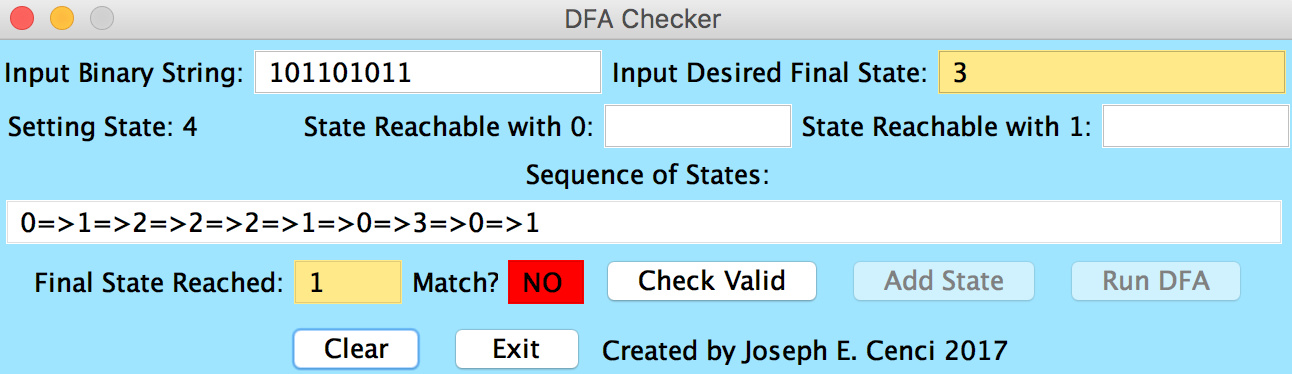 DFA Checker
Input Binary String: 101101011 Input Desired Final State: 3
Setting State: 4 State Reachable with 0: State Reachable with 1:
Sequence of States:
0=>1=>2=>2=>2=>1=>0=>3=>0=>1
Final State Reached: 1 Match? NO Check Valid Add State Run DFA
Clear Exit Created by Joseph E. Cenci 2017